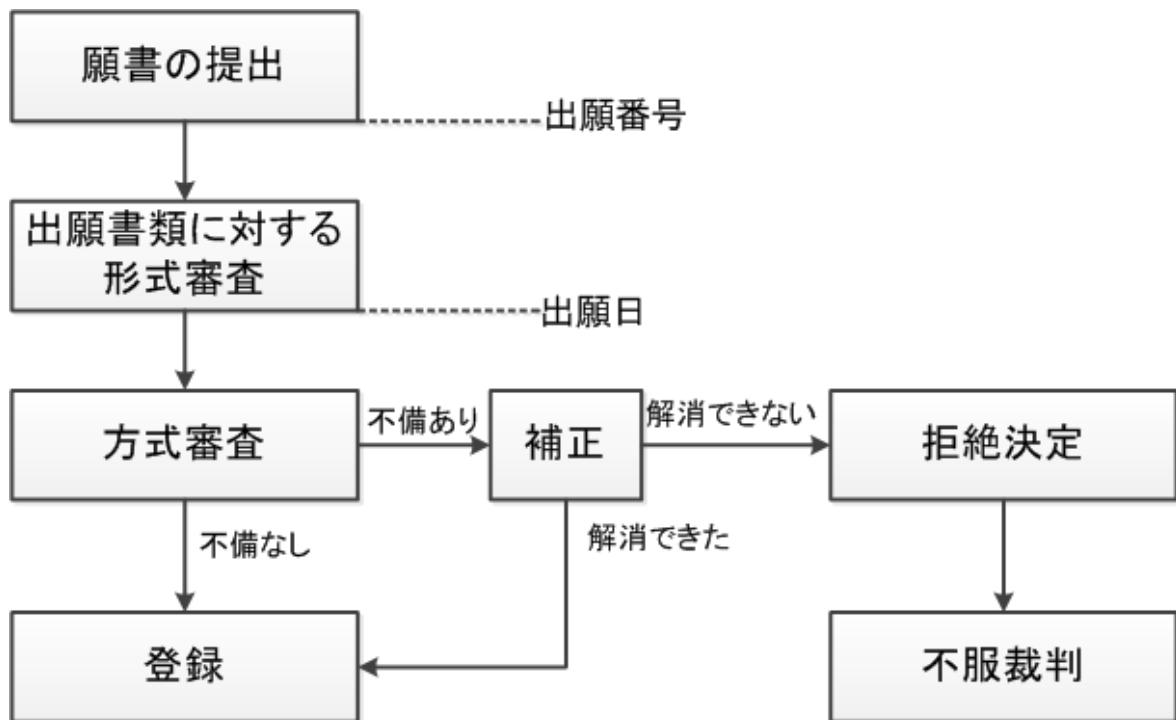 願書の提出
出願番号
出願書類に対する
形式審査
出願日
方式審査
不備あり
補正
解消できない
拒絶決定
不備なし
解消できた
登録
不服裁判